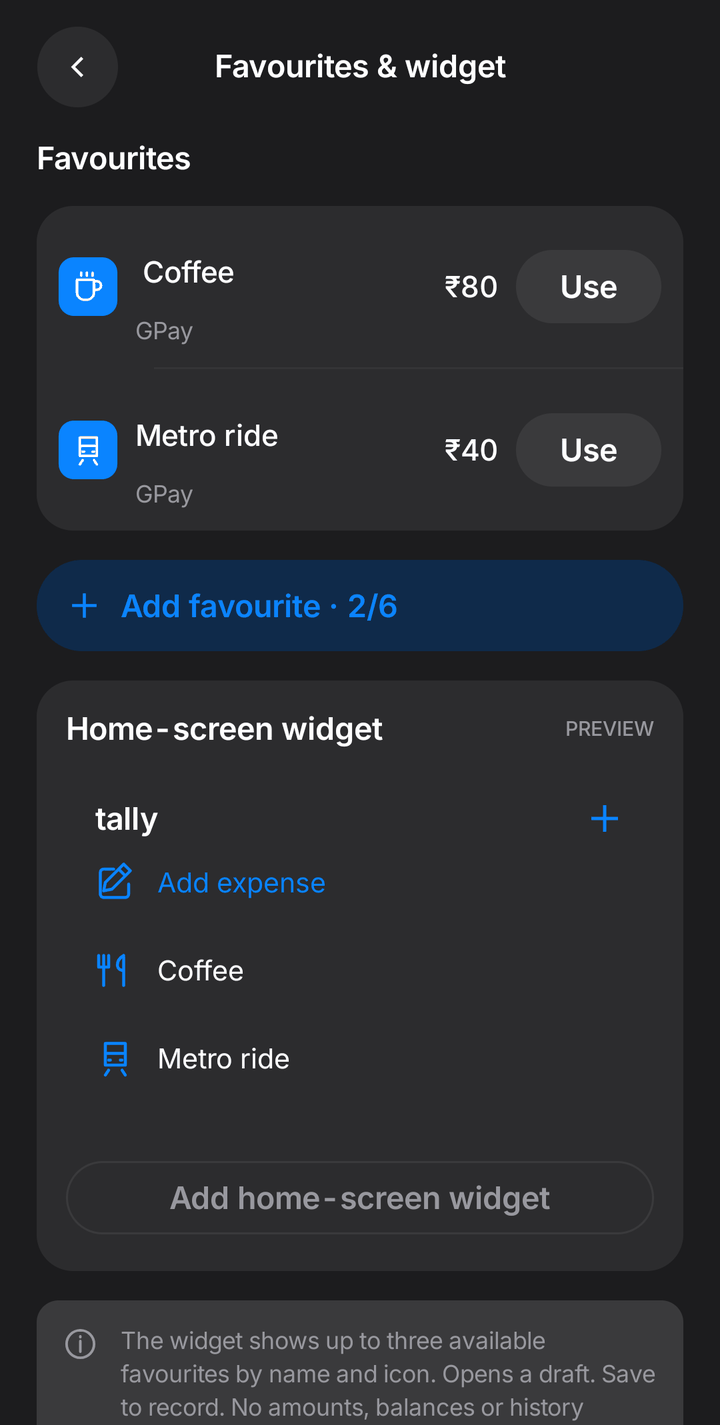 Favourites & widget
Favourites
Coffee
₹80
Use
GPay
Metro ride
₹40
Use
GPay
Add favourite · 2/6
Home-screen widget
PREVIEW
tally
Add expense
Coffee
Metro ride
Add home-screen widget
The widget shows up to three available
favourites by name and icon. Opens a draft. Save
to record. No amounts, balances or history